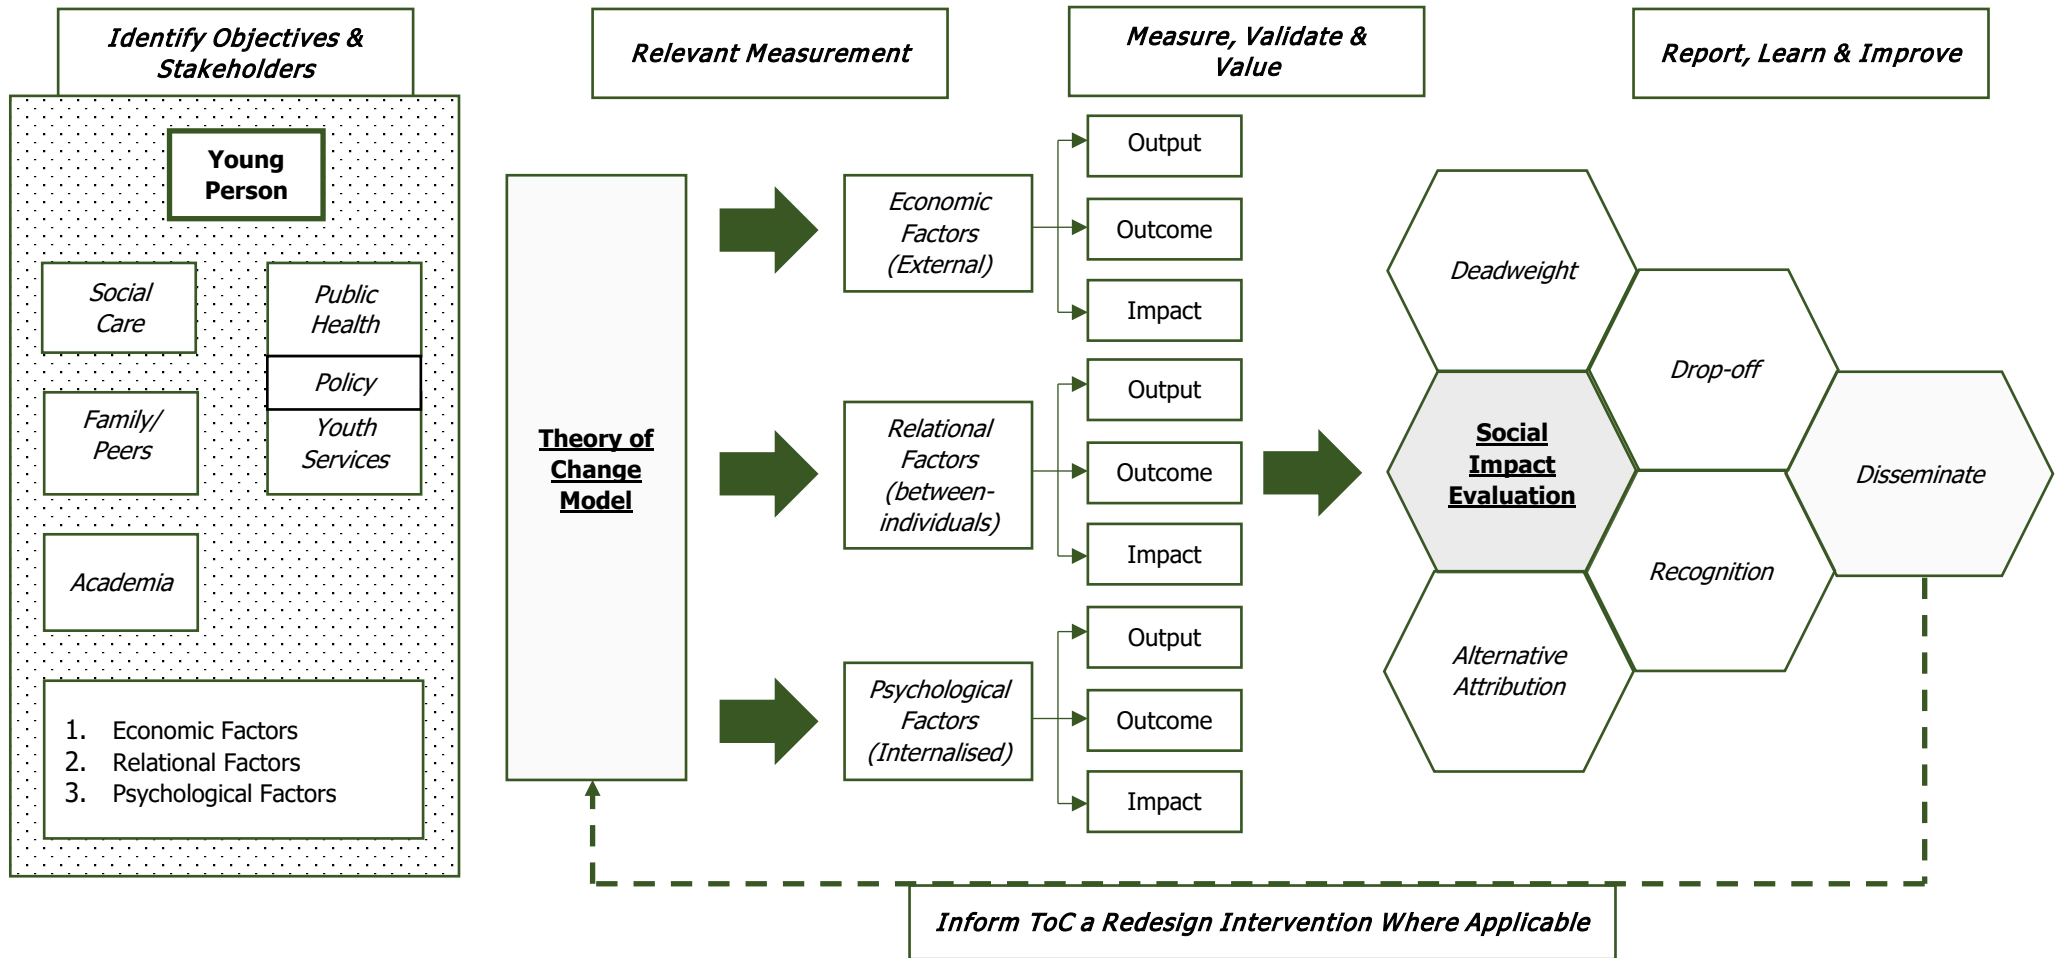 Identify Objectives &
Stakeholders
Relevant Measurement
Measure, Validate &
Value
Report, Learn & Improve
Young
Person
Social
Care
Public
Health
Policy
Family/
Peers
Youth
Services
Academia
1. Economic Factors
2. Relational Factors
3. Psychological Factors
Theory of
Change
Model
Economic
Factors
(External)
Output
Outcome
Impact
Relational
Factors
(between-
individuals)
Output
Outcome
Impact
Psychological
Factors
(Internalised)
Output
Outcome
Impact
Deadweight
Drop-off
Social
Impact
Evaluation
Disseminate
Recognition
Alternative
Attribution
Inform ToC a Redesign Intervention Where Applicable